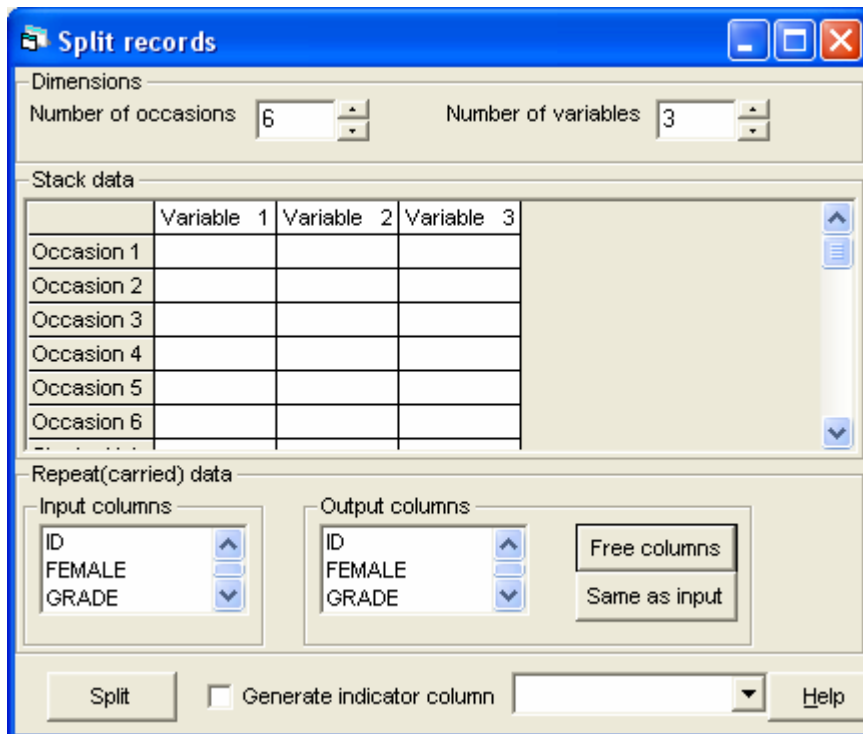 Split records
Dimensions
Number of occasions 6 Number of variables 3
Stack data
Variable 1 Variable 2 Variable 3
Occasion 1
Occasion 2
Occasion 3
Occasion 4
Occasion 5
Occasion 6
Repeat(carried) data
Input columns
ID
FEMALE
GRADE
Output columns
ID
FEMALE
GRADE
Free columns
Same as input
Split Generate indicator column Help